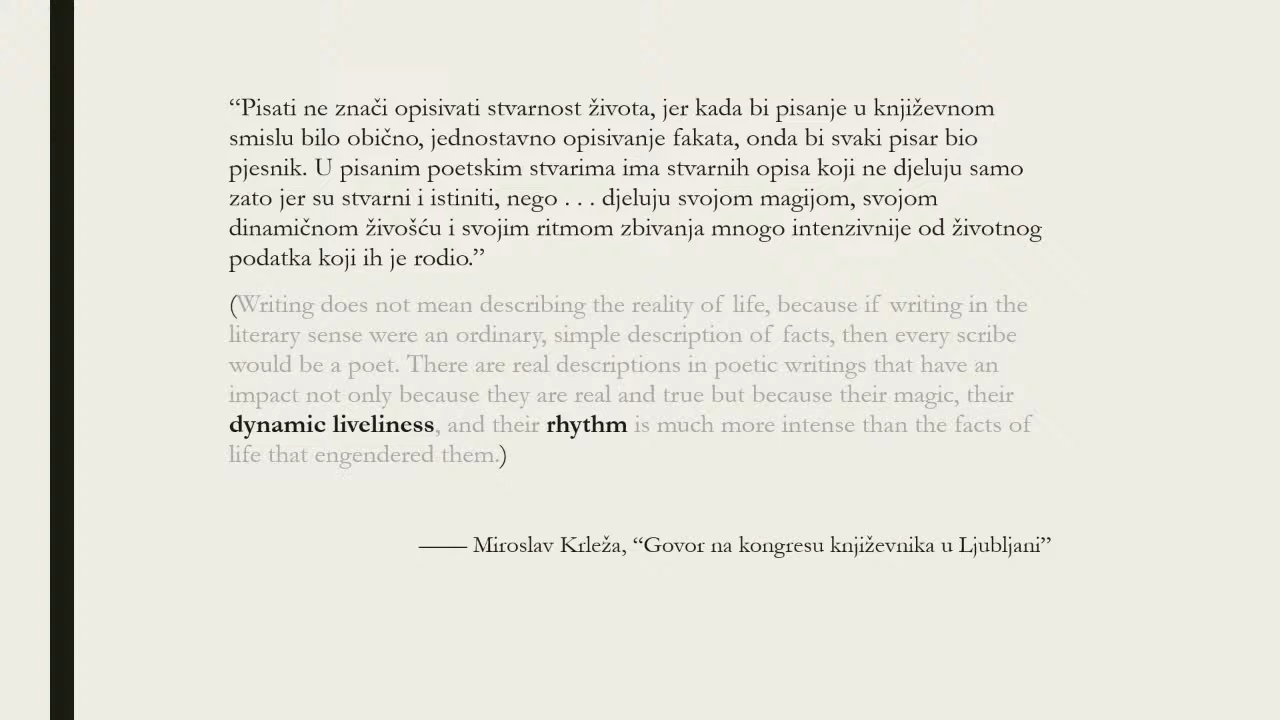 “Pisati ne znači opisivati stvarnost života, jer kada bi pisanje u književnom
smislu bilo obično, jednostavno opisivanje fakata, onda bi svaki pisar bio
pjesnik. U pisanim poetskim stvarima ima stvarnih opisa koji ne djeluju samo
zato jer su stvarni i istiniti, nego . . . djeluju svojom magijom, svojom
dinamičnom živošću i svojim ritmom zbivanja mnogo intenzivnije od životnog
podatka koji ih je rodio.”
(Writing does not mean describing the reality of life, because if writing in the
literary sense were an ordinary, simple description of facts, then every scribe
would be a poet. There are real descriptions in poetic writings that have an
impact not only because they are real and true but because their magic, their
dynamic liveliness, and their rhythm is much more intense than the facts of
life that engendered them.)
—— Miroslav Krleža, “Govor na kongresu književnika u Ljubljani”